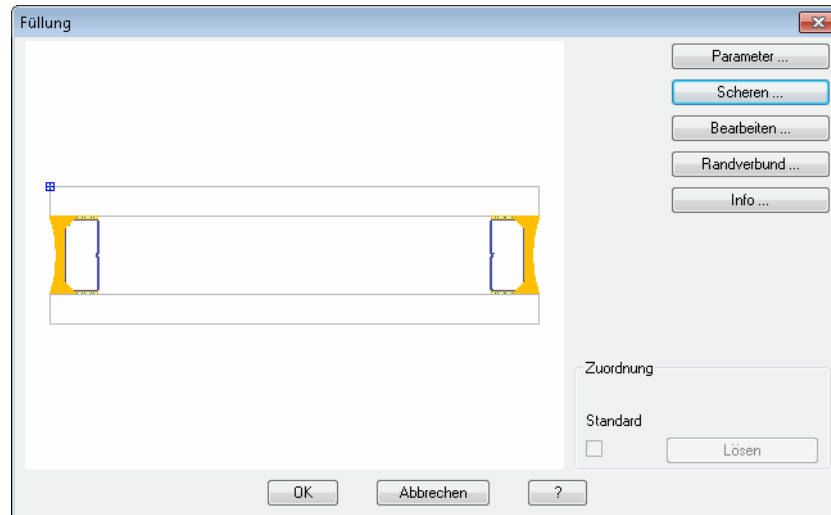 Füllung
Parameter ...
Scheren ...
Bearbeiten ...
Randverbund ...
Info ...
Zuordnung
Standard
Lösen
OK
Abbrechen
?